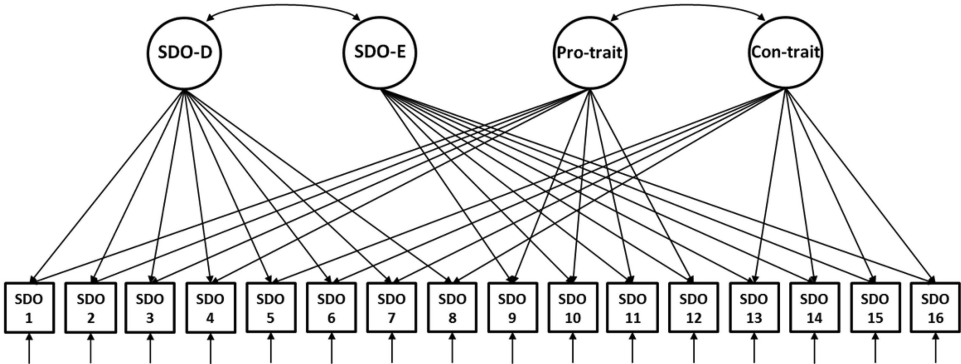 SDO-D
SDO-E
Pro-trait
Con-trait
SDO
1
SDO
2
SDO
3
SDO
4
SDO
5
SDO
6
SDO
7
SDO
8
SDO
9
SDO
10
SDO
11
SDO
12
SDO
13
SDO
14
SDO
15
SDO
16